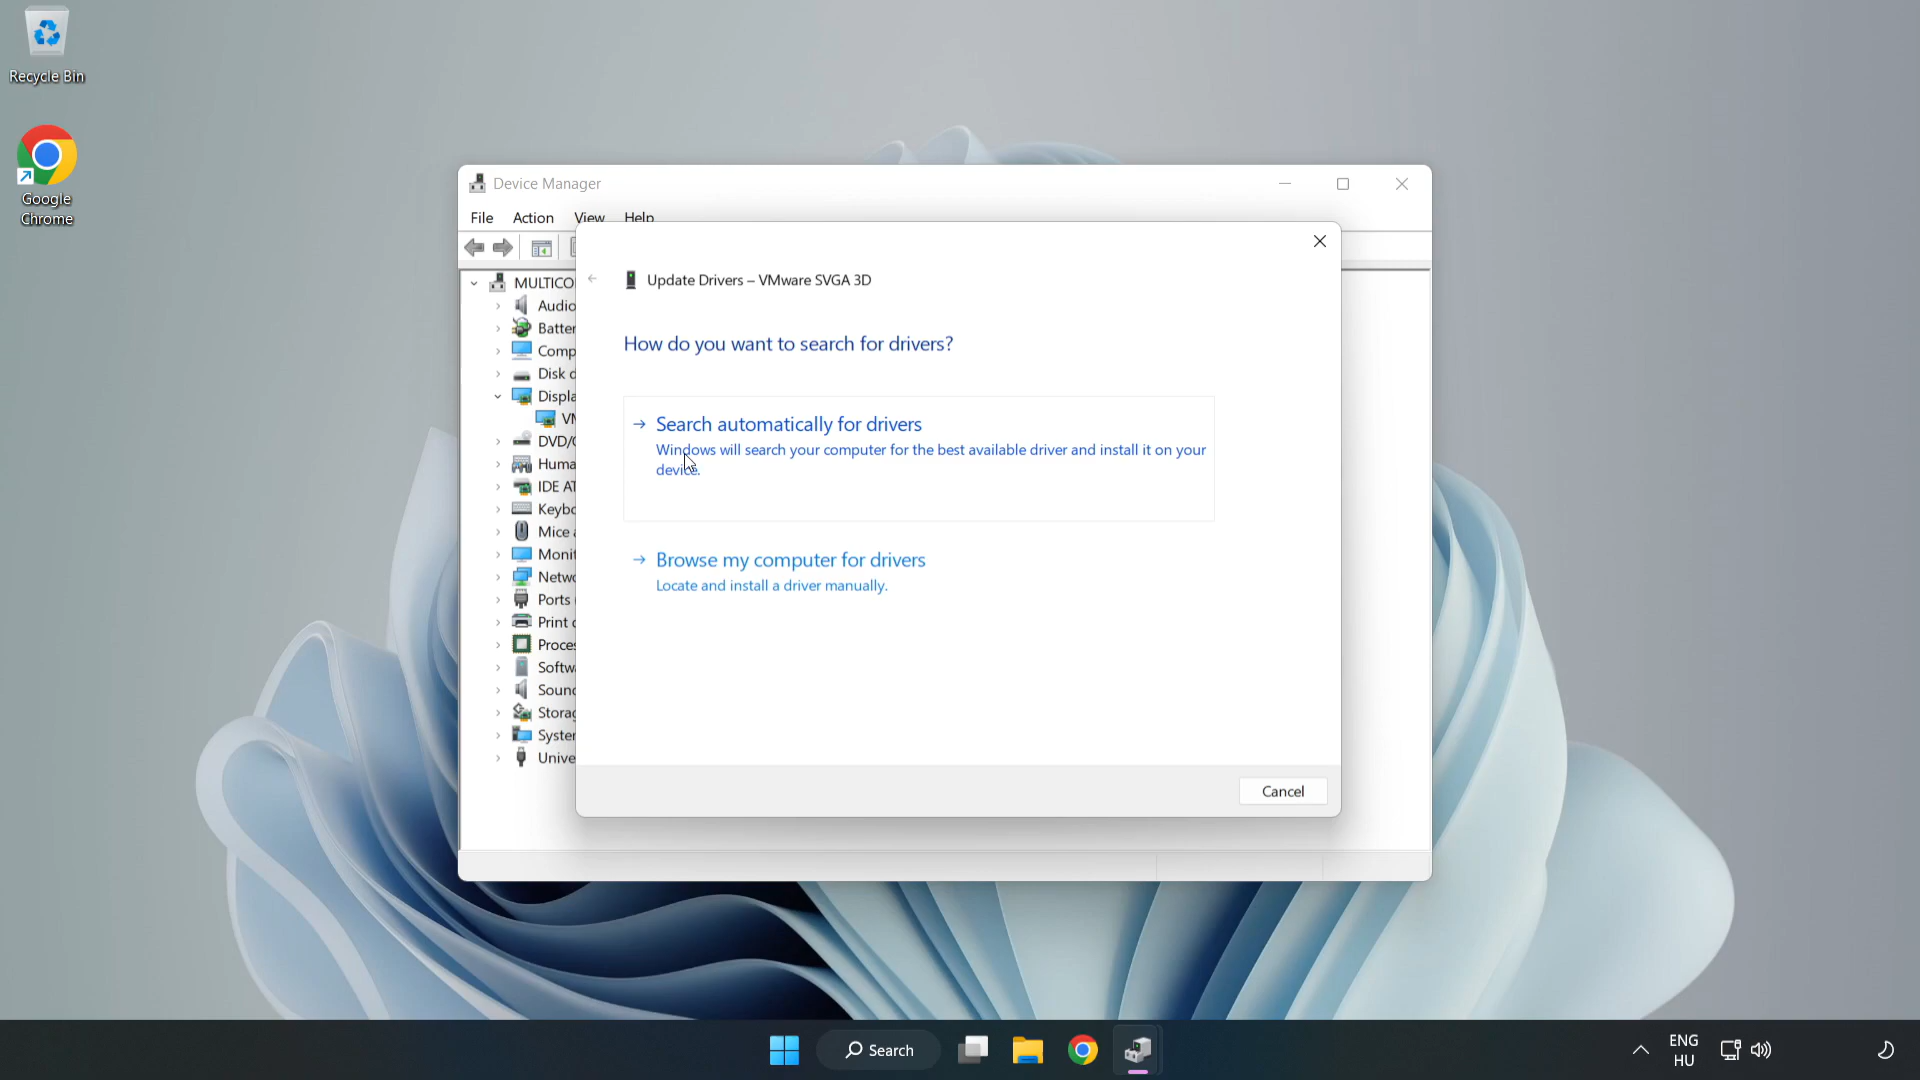 Recycle Bin
Google
Chrome
Device Manager
File Action View Help
MULTICO
Audio
Batter
Comp
Disk d
Displa
VM
DVD/C
Huma
IDE AT
Keybo
Mice a
Monit
Netwo
Ports
Print
Proces
Softw
Sound
Storag
System
Unive
Update Drivers – VMware SVGA 3D
How do you want to search for drivers?
Search automatically for drivers
Windows will search your computer for the best available driver and install it on your
device.
Browse my computer for drivers
Locate and install a driver manually.
Cancel
Search
ENG
HU